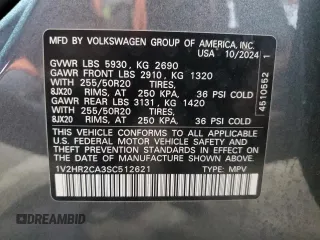 MFD. BY VOLKSWAGEN GROUP OF AMERICA, INC.
USA 10/2024
GVWR LBS 5930, KG 2690
GAWR FRONT LBS 2910, KG 1320
WITH 255/50R20 TIRES,
8JX20 RIMS, AT 250 KPA, 36 PSI COLD
GAWR REAR LBS 3131, KG 1420
WITH 255/50R20 TIRES,
8JX20 RIMS, AT 250 KPA, 36 PSI COLD
THIS VEHICLE CONFORMS TO ALL APPLICABLE
U.S. FEDERAL MOTOR VEHICLE SAFETY AND
THEFT PREVENTION STANDARDS IN EFFECT ON
THE DATE OF MANUFACTURE SHOWN ABOVE.
1V2HR2CA3SC512621 TYPE: MPV
4510552 1
DREAMBID